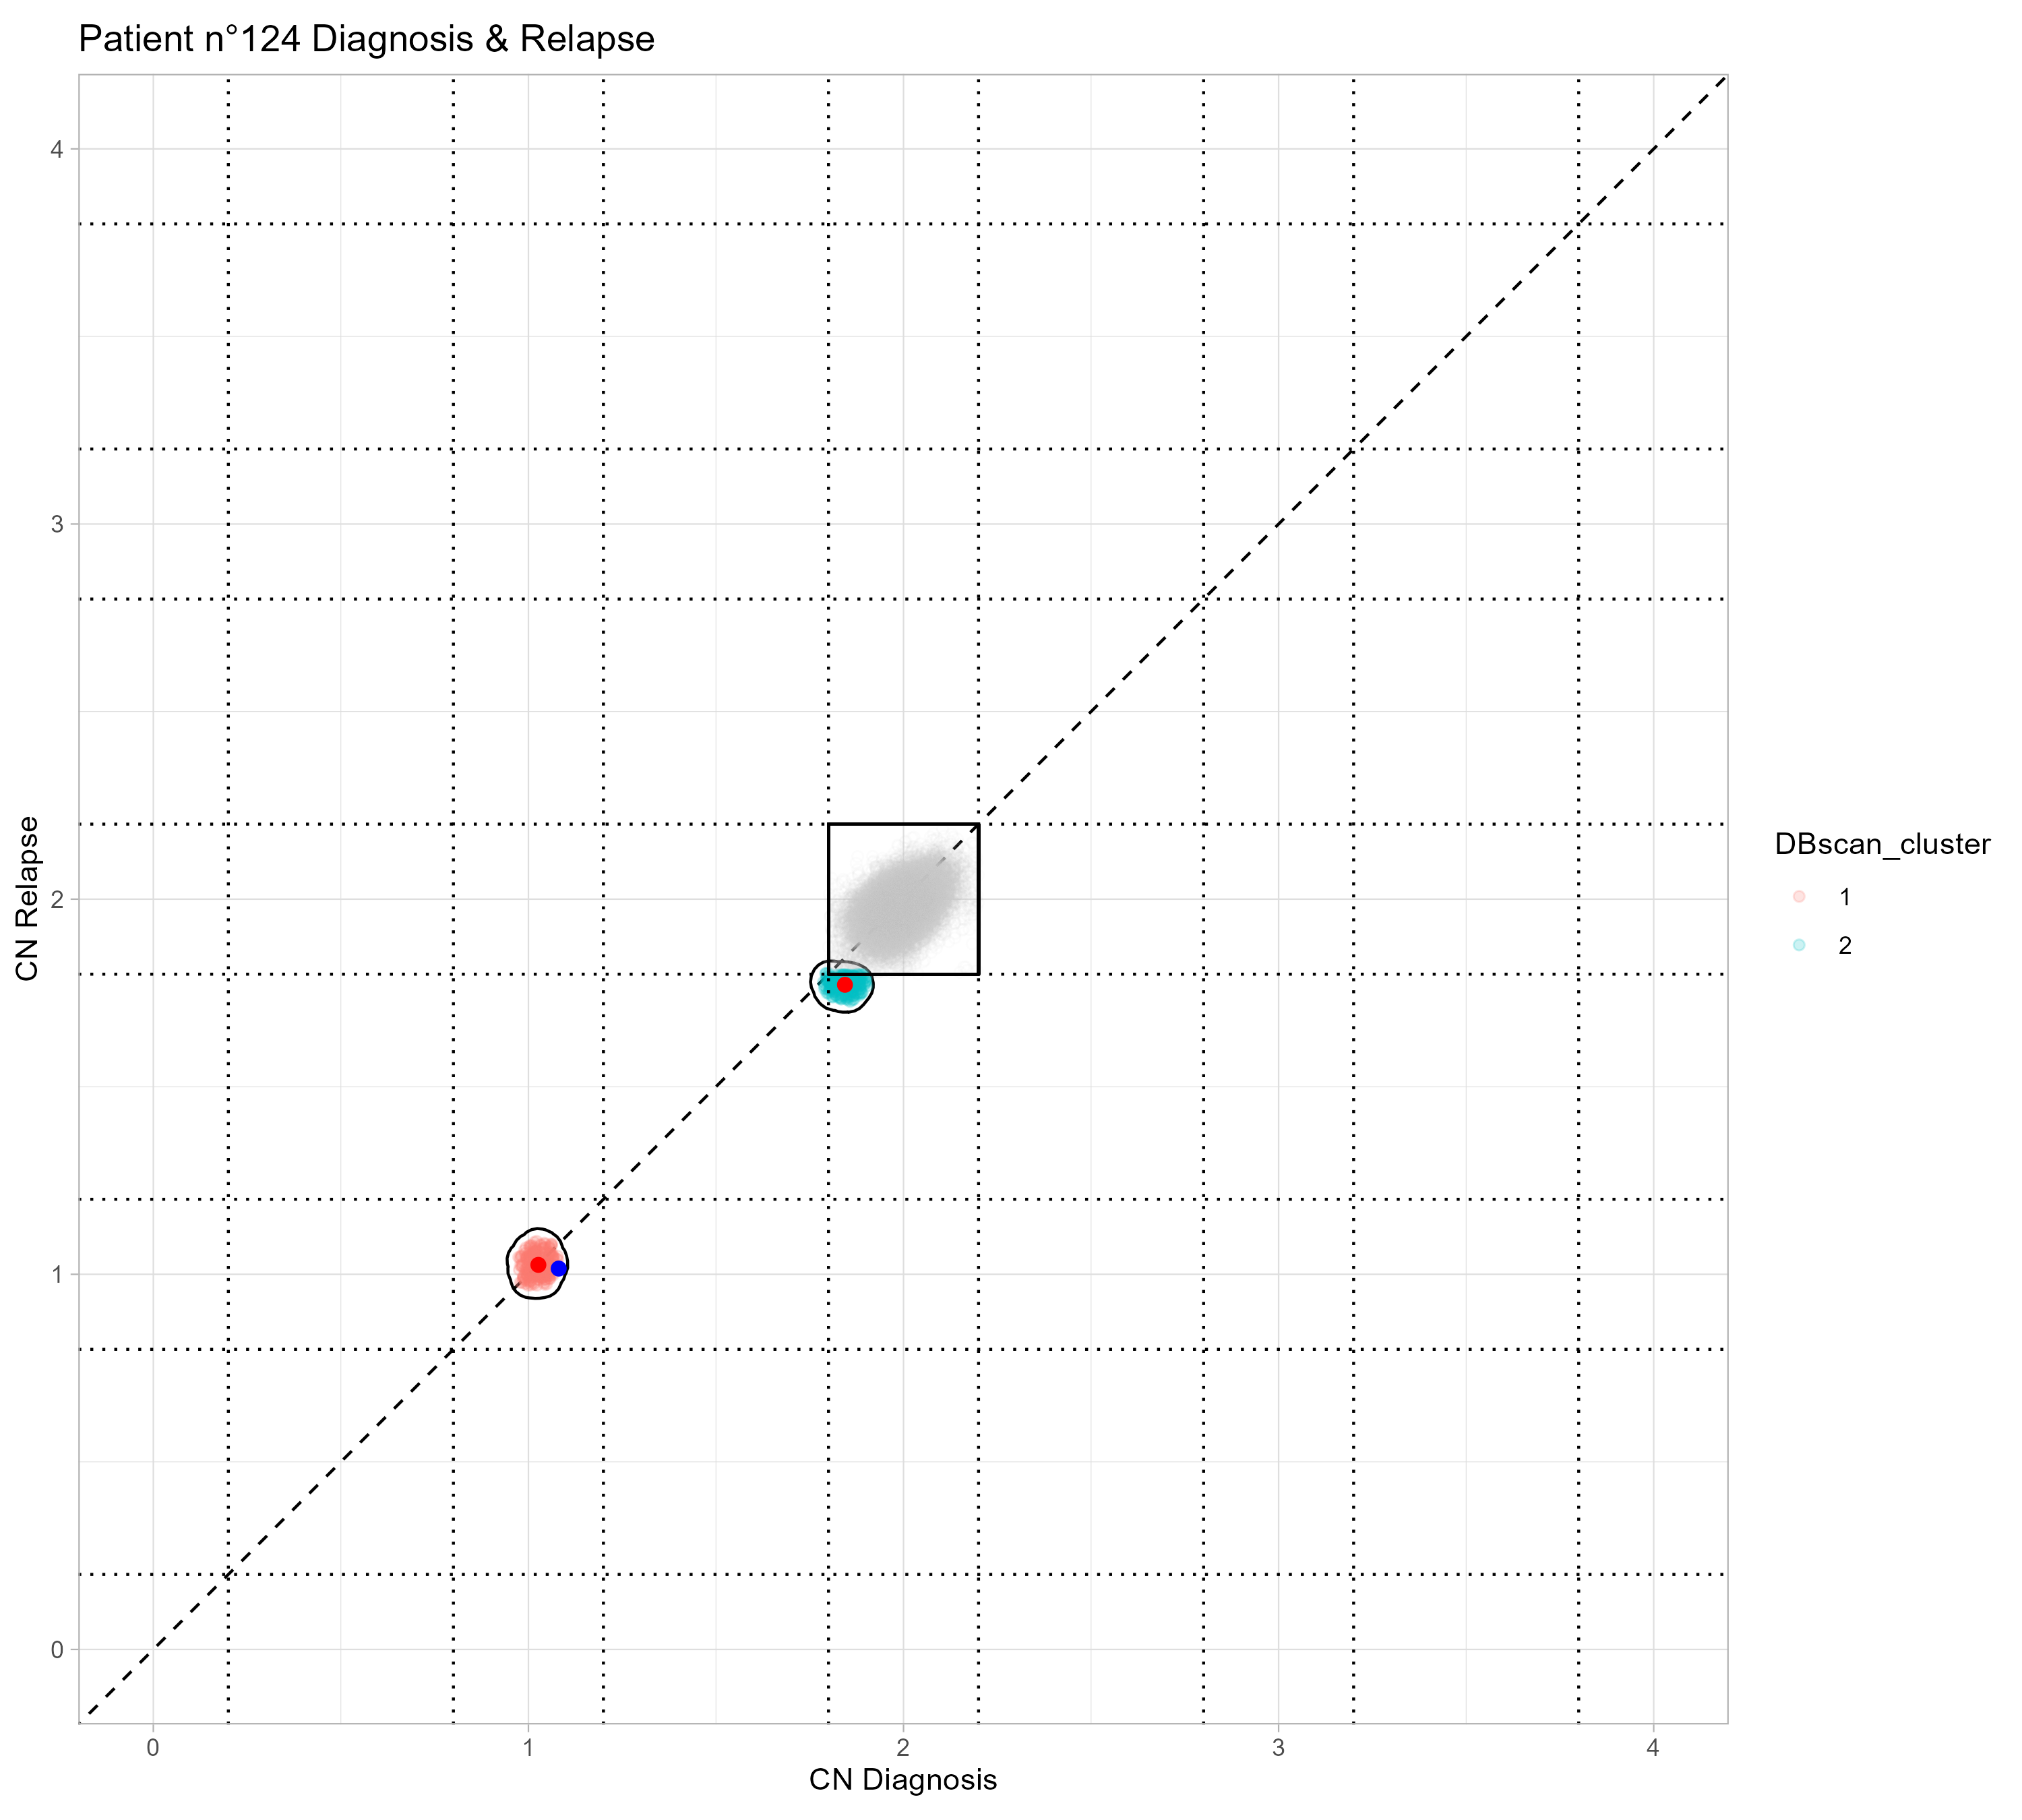 Patient n°124 Diagnosis & Relapse
4
3
2
1
0
CN Relapse
0 1 2 3 4
CN Diagnosis
DBscan_cluster
1
2